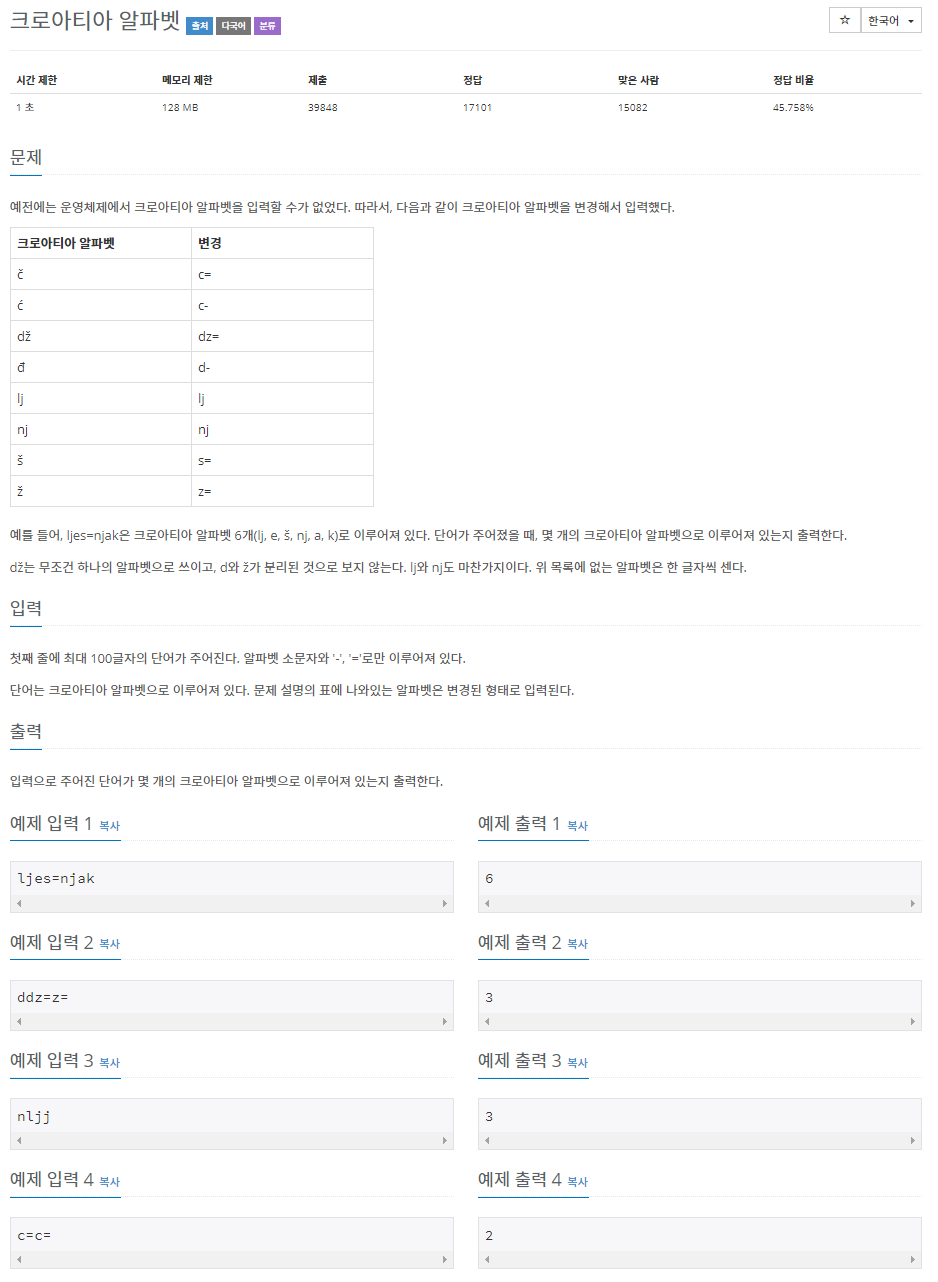 크로아티아 알파벳 출처 다국어 분류
☆ 한국어
시간 제한 메모리 제한 제출 정답 맞은 사람 정답 비율
1 초 128 MB 39848 17101 15082 45.758%
문제
예전에는 운영체제에서 크로아티아 알파벳을 입력할 수가 없었다. 따라서, 다음과 같이 크로아티아 알파벳을 변경해서 입력했다.
크로아티아 알파벳 변경
č c=
ć c-
dž dz=
đ d-
lj lj
nj nj
š s=
ž z=
예를 들어, ljes=njak은 크로아티아 알파벳 6개(lj, e, š, nj, a, k)로 이루어져 있다. 단어가 주어졌을 때, 몇 개의 크로아티아 알파벳으로 이루어져 있는지 출력한다.
dž는 무조건 하나의 알파벳으로 쓰이고, d와 ž가 분리된 것으로 보지 않는다. lj와 nj도 마찬가지이다. 위 목록에 없는 알파벳은 한 글자씩 센다.
입력
첫째 줄에 최대 100글자의 단어가 주어진다. 알파벳 소문자와 '-', '='로만 이루어져 있다.
단어는 크로아티아 알파벳으로 이루어져 있다. 문제 설명의 표에 나와있는 알파벳은 변경된 형태로 입력된다.
출력
입력으로 주어진 단어가 몇 개의 크로아티아 알파벳으로 이루어져 있는지 출력한다.
예제 입력 1 복사
ljes=njak
예제 출력 1 복사
6
예제 입력 2 복사
ddz=z=
예제 출력 2 복사
3
예제 입력 3 복사
nljj
예제 출력 3 복사
3
예제 입력 4 복사
c=c=
예제 출력 4 복사
2